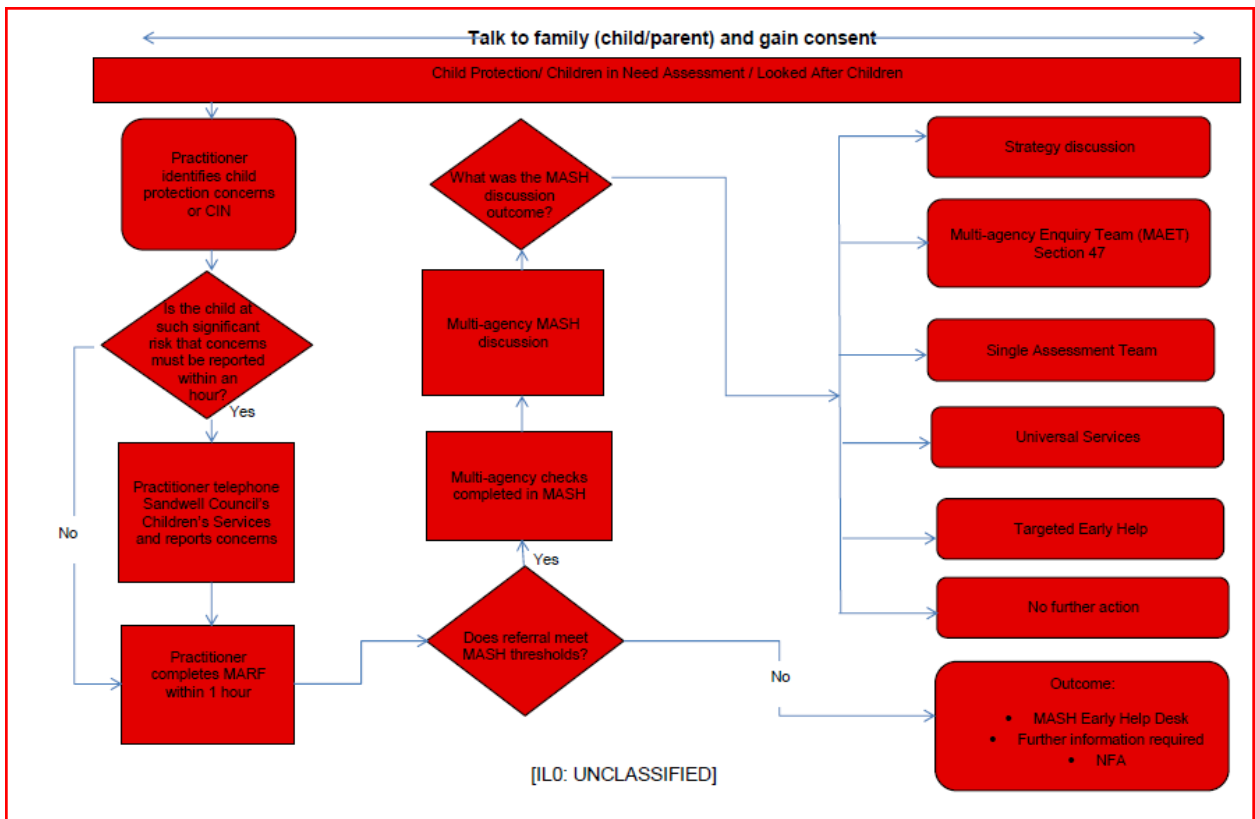 Talk to family (child/parent) and gain consent
Child Protection/ Children in Need Assessment / Looked After Children
Practitioner
identifies child
protection concerns
or CIN
Is the child at
such significant
risk that concerns
must be reported
within an
hour?
Yes
No
Practitioner telephone
Sandwell Council's
Children's Services
and reports concerns
Practitioner
completes MARF
within 1 hour
Does referral meet
MASH thresholds?
Yes
No
Multi-agency checks
completed in MASH
Multi-agency MASH
discussion
What was the MASH
discussion
outcome?
Strategy discussion
Multi-agency Enquiry Team (MAET)
Section 47
Single Assessment Team
Universal Services
Targeted Early Help
No further action
Outcome:
• MASH Early Help Desk
• Further information required
• NFA
[IL0: UNCLASSIFIED]